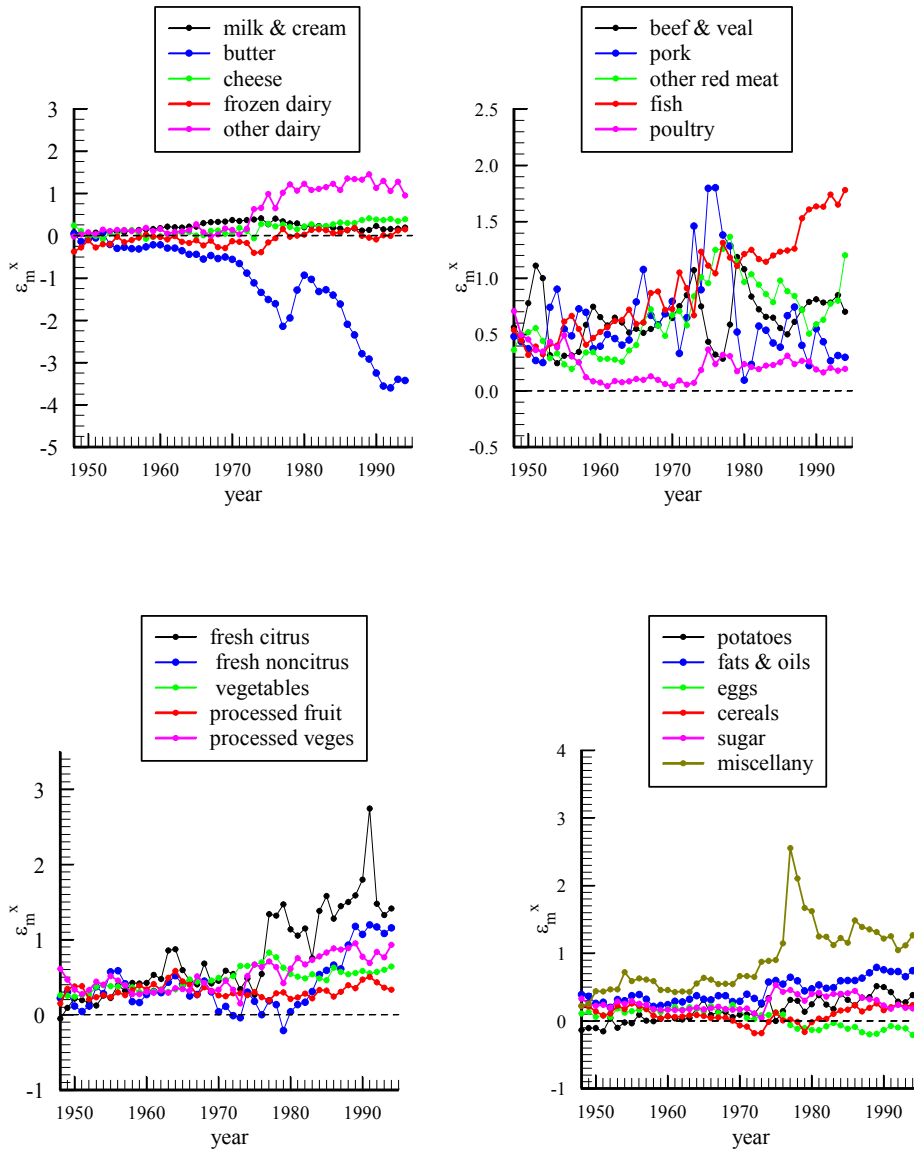 milk & cream
butter
cheese
frozen dairy
other dairy
3
2
1
0
-1
-2
-3
-4
-5
ε_m^x
1950 1960 1970 1980 1990
year
beef & veal
pork
other red meat
fish
poultry
2.5
2.0
1.5
1.0
0.5
0.0
-0.5
ε_m^x
1950 1960 1970 1980 1990
year
fresh citrus
fresh noncitrus
vegetables
processed fruit
processed veges
3
2
1
0
-1
ε_m^x
1950 1960 1970 1980 1990
year
potatoes
fats & oils
eggs
cereals
sugar
miscellany
4
3
2
1
0
-1
ε_m^x
1950 1960 1970 1980 1990
year